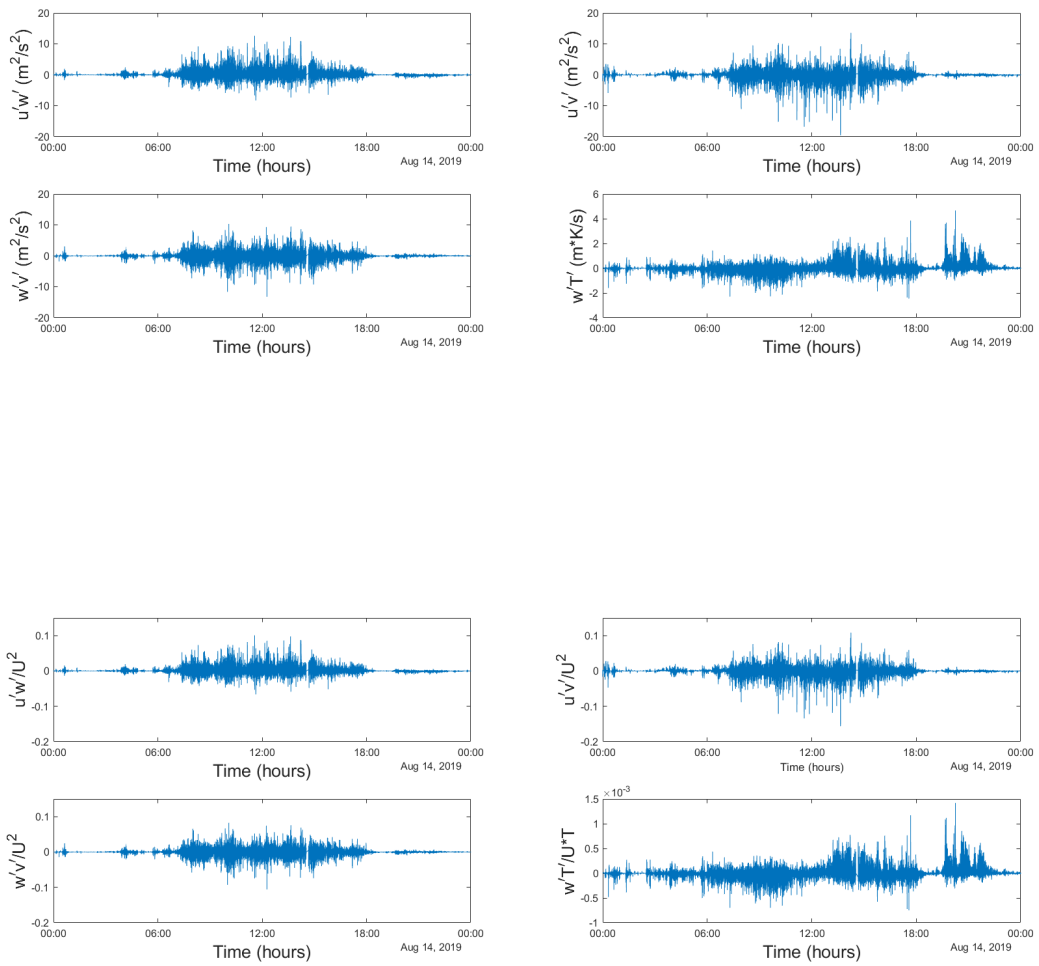 20
10
0
-10
-20
u'w' (m²/s²)
00:00 06:00 12:00 18:00 00:00
Time (hours)
Aug 14, 2019
20
10
0
-10
-20
u'v' (m²/s²)
00:00 06:00 12:00 18:00 00:00
Time (hours)
Aug 14, 2019
20
10
0
-10
-20
w'v' (m²/s²)
00:00 06:00 12:00 18:00 00:00
Time (hours)
Aug 14, 2019
6
4
2
0
-2
-4
w'T' (m*K/s)
00:00 06:00 12:00 18:00 00:00
Time (hours)
Aug 14, 2019
0.1
0
-0.1
-0.2
u'w'/U²
00:00 06:00 12:00 18:00 00:00
Time (hours)
Aug 14, 2019
0.1
0
-0.1
-0.2
u'v'/U²
00:00 06:00 12:00 18:00 00:00
Time (hours)
Aug 14, 2019
0.1
0
-0.1
-0.2
w'v'/U²
00:00 06:00 12:00 18:00 00:00
Time (hours)
Aug 14, 2019
×10⁻³
1.5
1
0.5
0
-0.5
-1
w'T'/U*T
00:00 06:00 12:00 18:00 00:00
Time (hours)
Aug 14, 2019